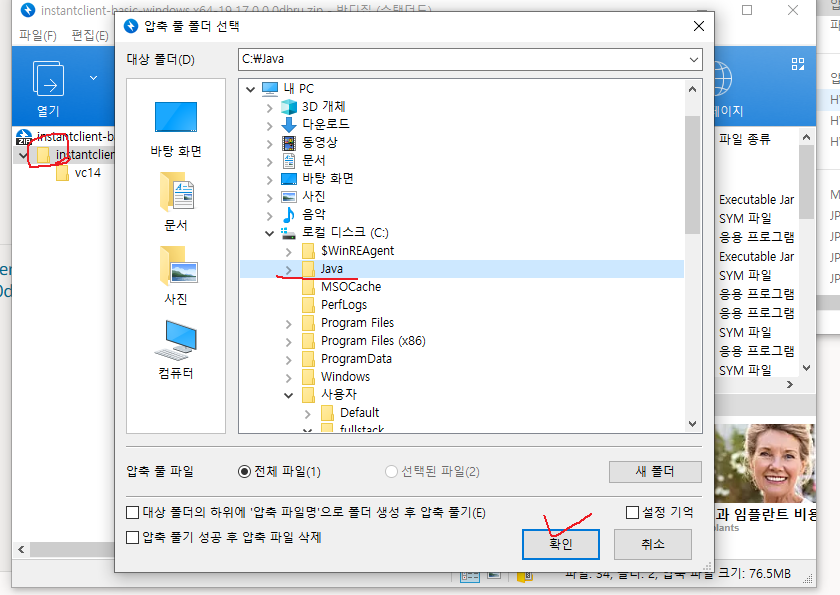 instantclient-basic-windows.x64-19.17.0.0.0dbru.zip - 반디집 (스탠더드)
파일(F) 편집(E)
열기
이지
instantclient-b
instantclien
vc14
파일 종류
Executable Jar
SYM 파일
응용 프로그램
Executable Jar
SYM 파일
응용 프로그램
응용 프로그램
SYM 파일
응용 프로그램
SYM 파일
과 임플란트 비용
plants
파일: 34, 폴더: 2, 압축 파일 크기: 76.5MB
압축 풀 폴더 선택
대상 폴더(D)
C:₩Java
바탕 화면
문서
사진
컴퓨터
내 PC
3D 개체
다운로드
동영상
문서
바탕 화면
사진
음악
로컬 디스크 (C:)
$WinREAgent
Java
MSOCache
PerfLogs
Program Files
Program Files (x86)
ProgramData
Windows
사용자
Default
fullstack
압축 풀 파일
전체 파일(1)
선택된 파일(2)
새 폴더
대상 폴더의 하위에 '압축 파일명'으로 폴더 생성 후 압축 풀기(E)
설정 기억
압축 풀기 성공 후 압축 파일 삭제
확인
취소